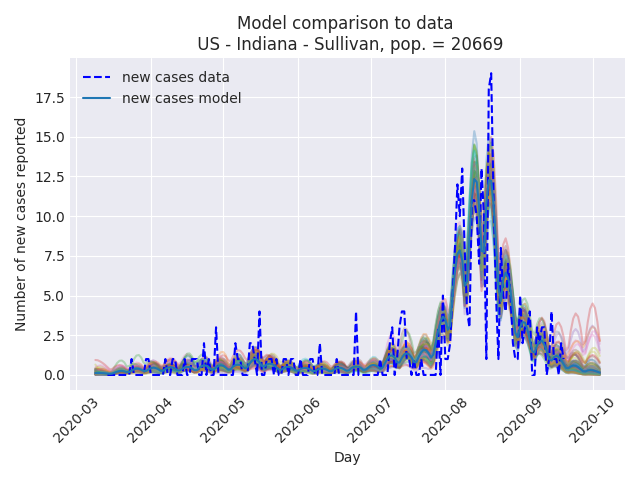 Model comparison to data
US - Indiana - Sullivan, pop. = 20669
new cases data
new cases model
Number of new cases reported
17.5
15.0
12.5
10.0
7.5
5.0
2.5
0.0
2020-03
2020-04
2020-05
2020-06
2020-07
2020-08
2020-09
2020-10
Day